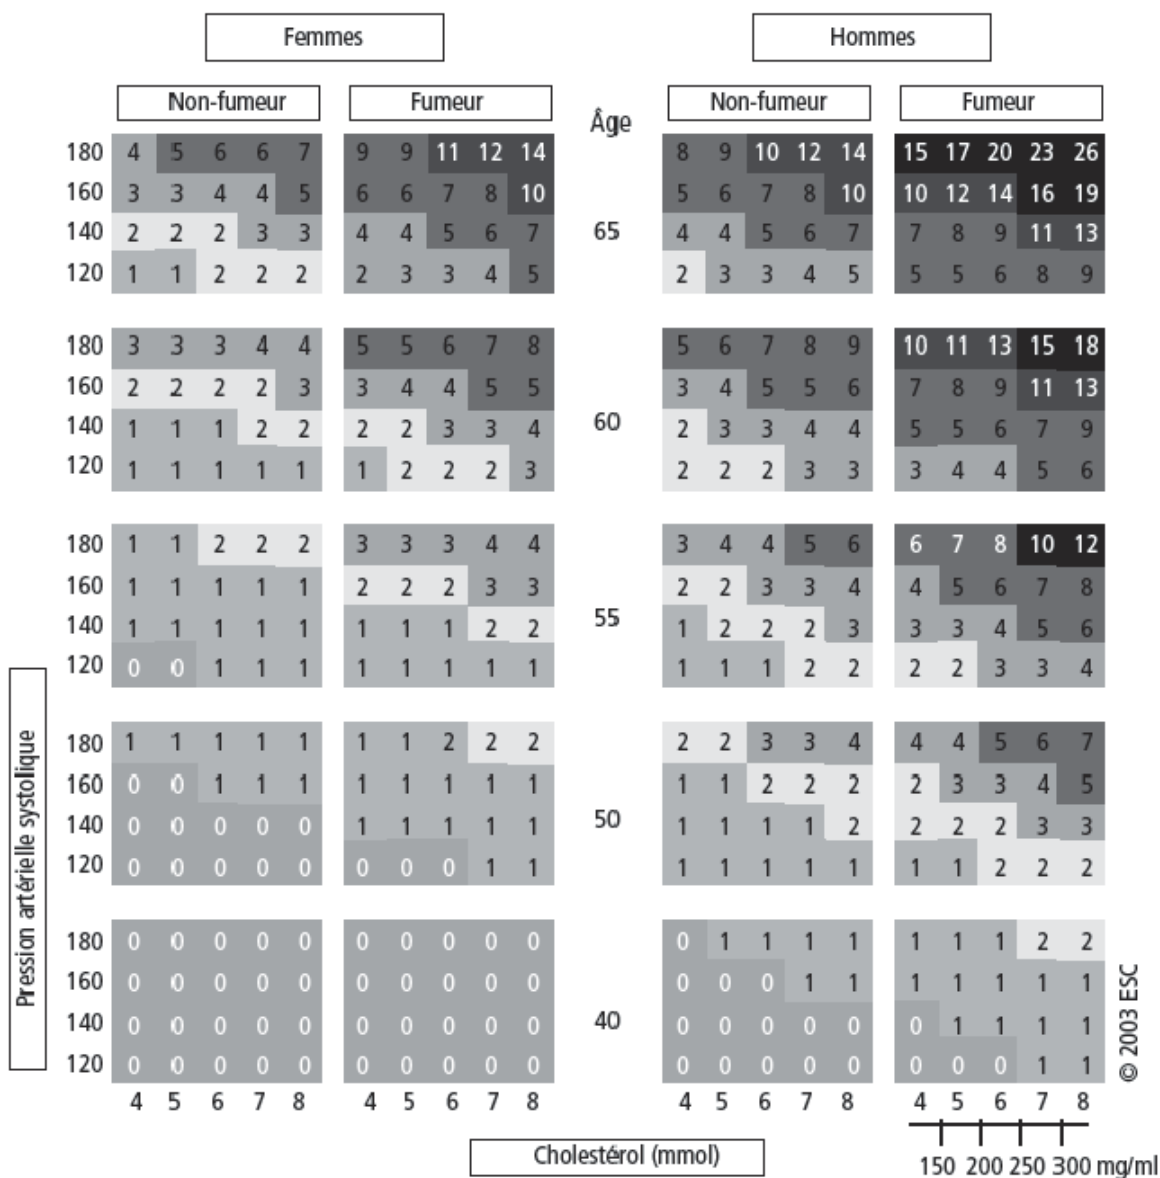 Femmes Hommes
Non-fumeur Fumeur Âge Non-fumeur Fumeur
180 4 5 6 6 7 9 9 11 12 14 8 9 10 12 14 15 17 20 23 26
160 3 3 4 4 5 6 6 7 8 10 5 6 7 8 10 10 12 14 16 19
140 2 2 2 3 3 4 4 5 6 7 65 4 4 5 6 7 7 8 9 11 13
120 1 1 2 2 2 2 3 3 4 5 2 3 3 4 5 5 5 6 8 9
180 3 3 3 4 4 5 5 6 7 8 5 6 7 8 9 10 11 13 15 18
160 2 2 2 2 3 3 4 4 5 5 3 4 5 5 6 7 8 9 11 13
140 1 1 1 2 2 2 2 3 3 4 60 2 3 3 4 4 5 5 6 7 9
120 1 1 1 1 1 1 2 2 2 3 2 2 2 3 3 3 4 4 5 6
180 1 1 2 2 2 3 3 3 4 4 3 4 4 5 6 6 7 8 10 12
160 1 1 1 1 1 2 2 2 3 3 2 2 3 3 4 4 5 6 7 8
140 1 1 1 1 1 1 1 1 2 2 55 1 2 2 2 3 3 3 4 5 6
120 0 0 1 1 1 1 1 1 1 1 1 1 1 2 2 2 2 3 3 4
180 1 1 1 1 1 1 1 2 2 2 2 2 3 3 4 4 4 5 6 7
160 0 0 1 1 1 1 1 1 1 1 1 1 2 2 2 2 3 3 4 5
140 0 0 0 0 0 1 1 1 1 1 50 1 1 1 1 2 2 2 2 3 3
120 0 0 0 0 0 0 0 0 1 1 1 1 1 1 1 1 1 2 2 2
180 0 0 0 0 0 0 0 0 0 0 0 1 1 1 1 1 1 1 2 2
160 0 0 0 0 0 0 0 0 0 0 0 0 0 1 1 1 1 1 1 1
140 0 0 0 0 0 0 0 0 0 0 40 0 0 0 0 0 0 1 1 1 1
120 0 0 0 0 0 0 0 0 0 0 0 0 0 0 0 0 0 0 1 1
4 5 6 7 8 4 5 6 7 8 4 5 6 7 8 4 5 6 7 8
Pression artérielle systolique
Cholestérol (mmol)
150 200 250 300 mg/ml
© 2003 ESC